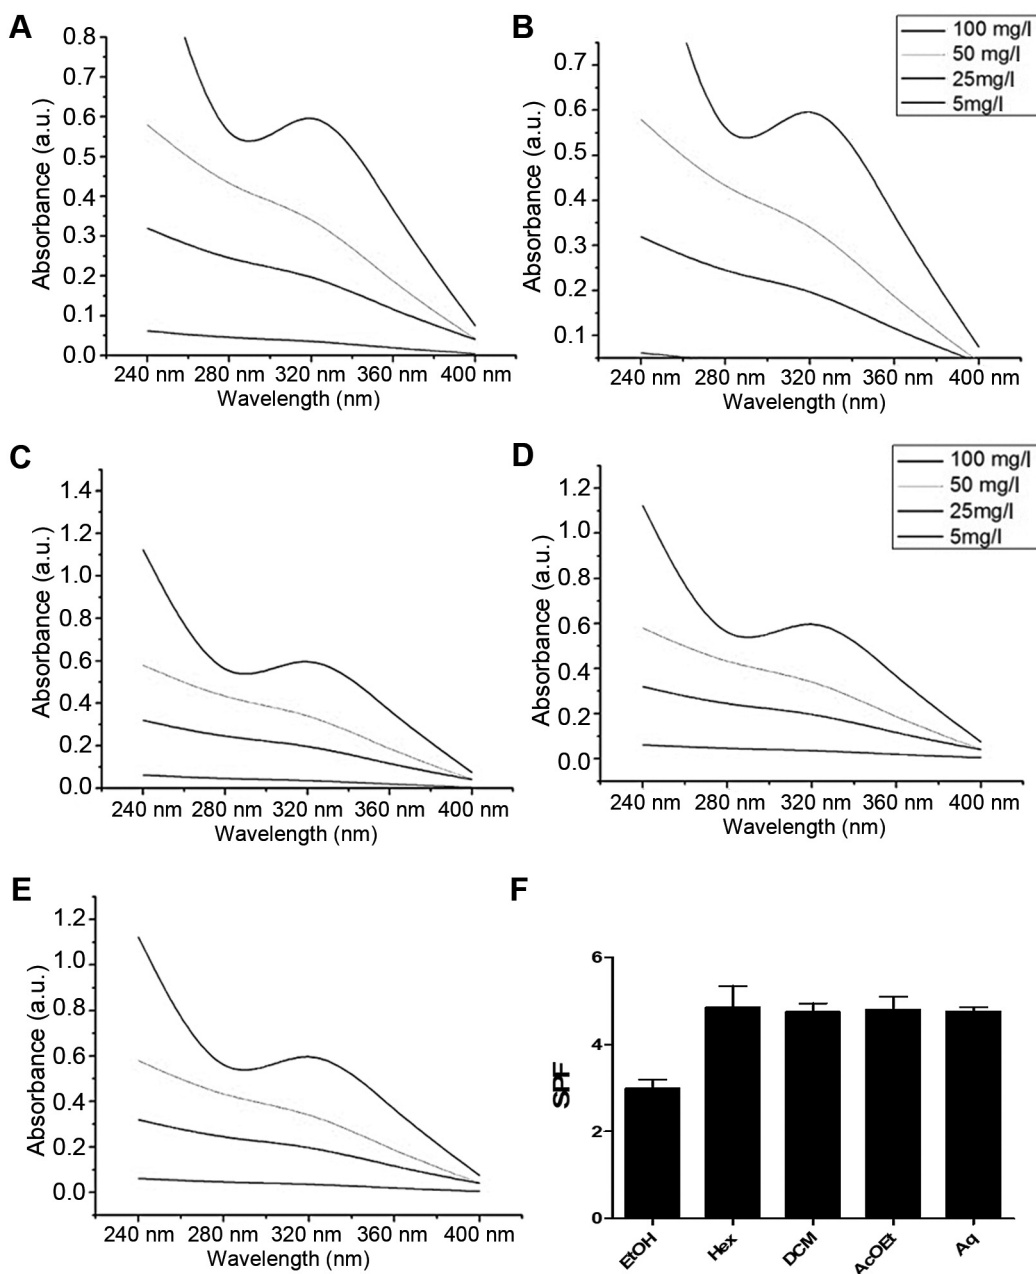 A
0.8
0.7
0.6
0.5
0.4
0.3
0.2
0.1
0.0
Absorbance (a.u.)
240 nm 280 nm 320 nm 360 nm 400 nm
Wavelength (nm)
B
0.7
0.6
0.5
0.4
0.3
0.2
0.1
Absorbance (a.u.)
240 nm 280 nm 320 nm 360 nm 400 nm
Wavelength (nm)
100 mg/l
50 mg/l
25mg/l
5mg/l
C
1.4
1.2
1.0
0.8
0.6
0.4
0.2
0.0
Absorbance (a.u.)
240 nm 280 nm 320 nm 360 nm 400 nm
Wavelength (nm)
D
1.2
1.0
0.8
0.6
0.4
0.2
0.0
Absorbance (a.u.)
240 nm 280 nm 320 nm 360 nm 400 nm
Wavelength (nm)
100 mg/l
50 mg/l
25mg/l
5mg/l
E
1.2
1.0
0.8
0.6
0.4
0.2
0.0
Absorbance (a.u.)
240 nm 280 nm 320 nm 360 nm 400 nm
Wavelength (nm)
F
6
4
2
0
SPF
EtOH Hex DCM AcOEt Aq